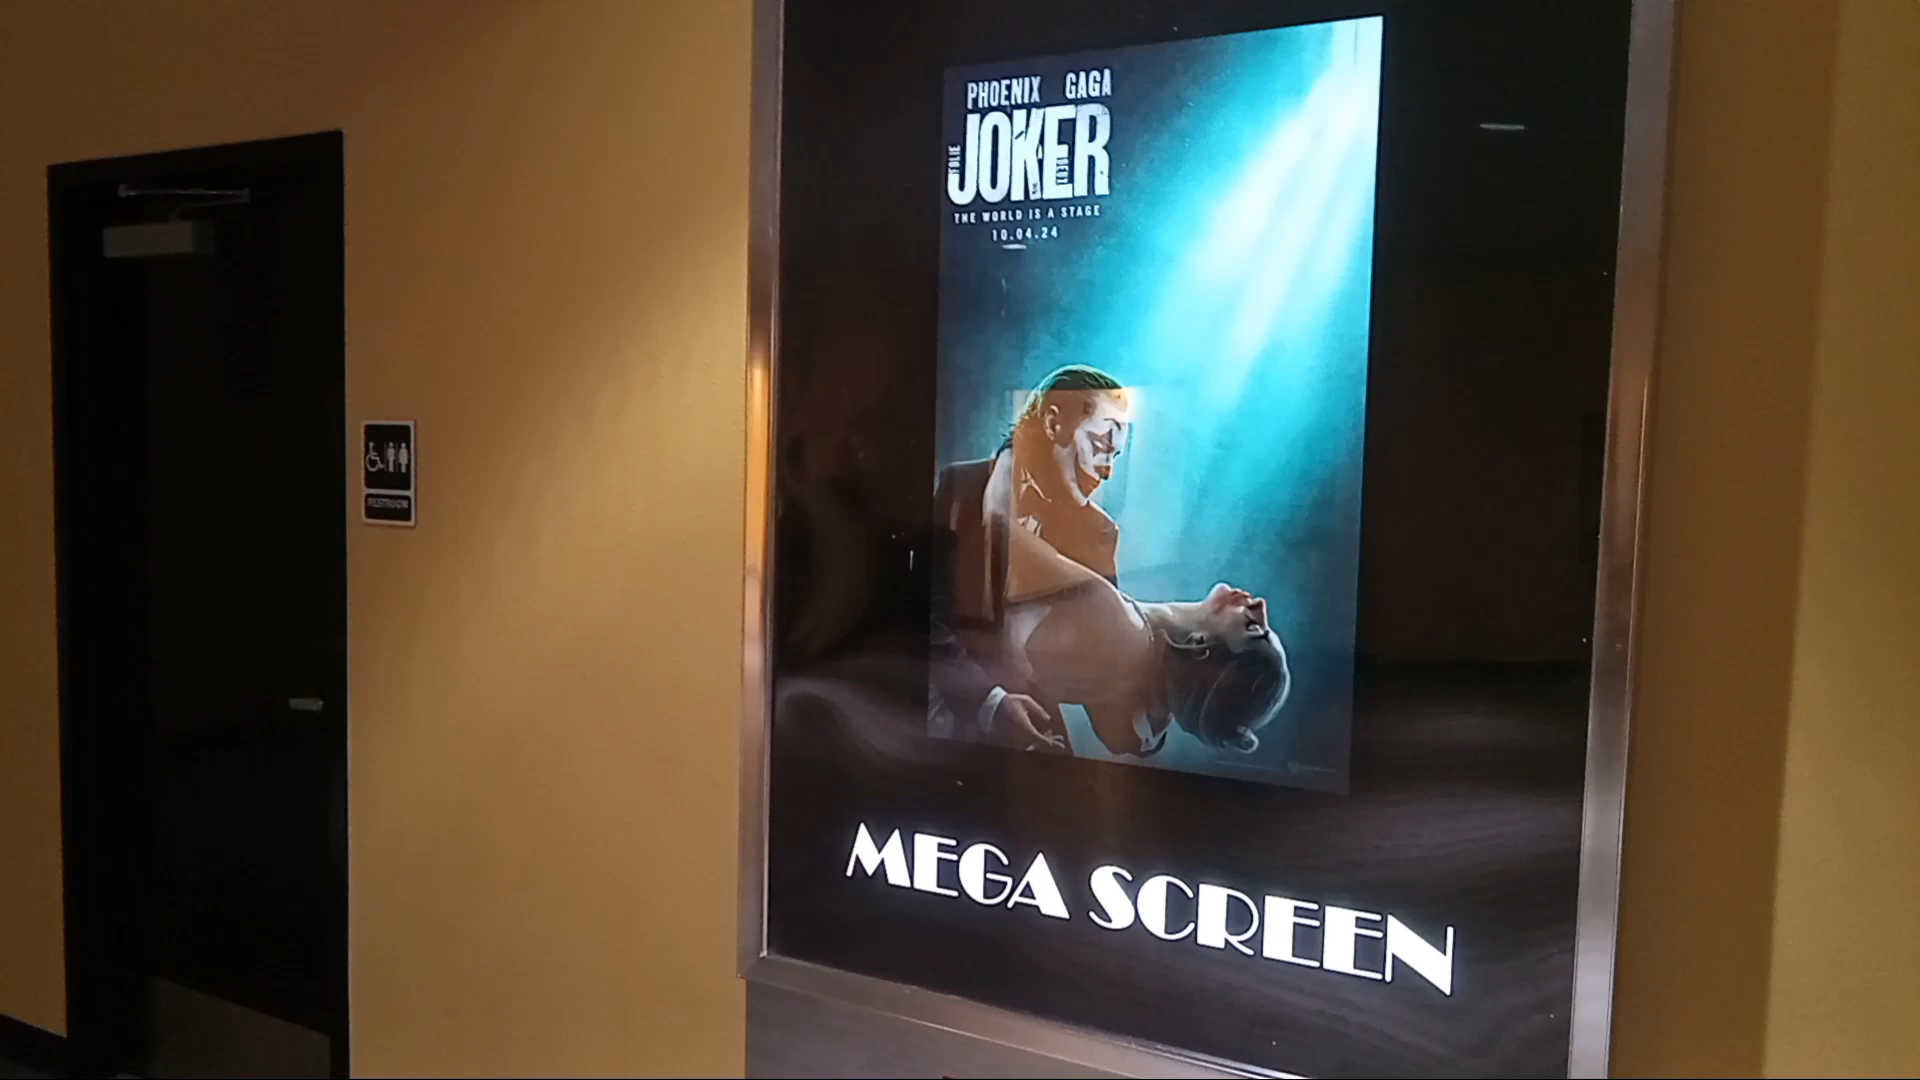 PHOENIX GAGA
FOLIE
JOKER
DEUX
THE WORLD IS A STAGE
10.04.24
RESTROOM
MEGA SCREEN